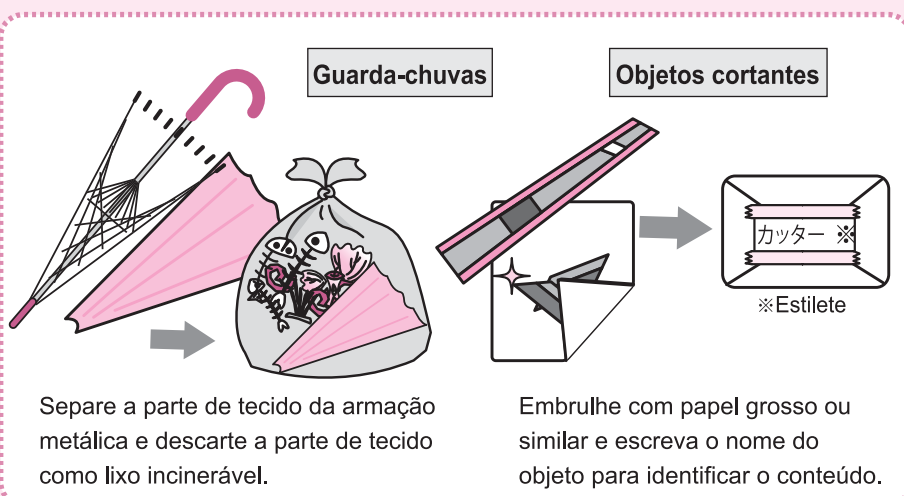 Guarda-chuvas
Separe a parte de tecido da armação
metálica e descarte a parte de tecido
como lixo incinerável.
Objetos cortantes
カッター ※
※Estilete
Embrulhe com papel grosso ou
similar e escreva o nome do
objeto para identificar o conteúdo.